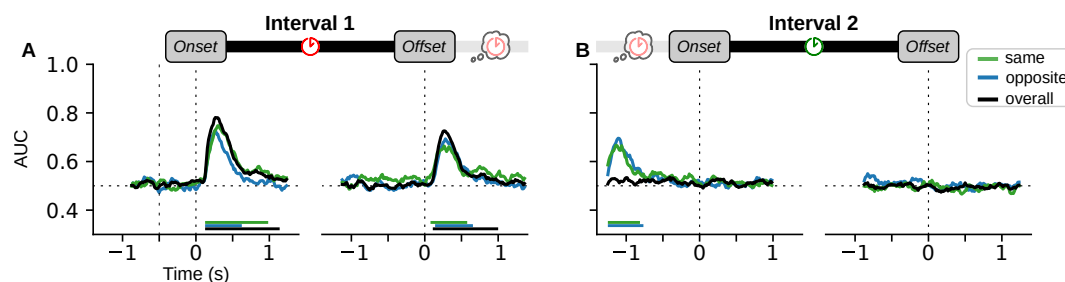 Interval 1
Interval 2
A
Onset
Offset
B
Onset
Offset
same
opposite
overall
1.0
0.8
0.6
0.4
AUC
−1
0
1
−1
0
1
−1
0
1
−1
0
1
Time (s)